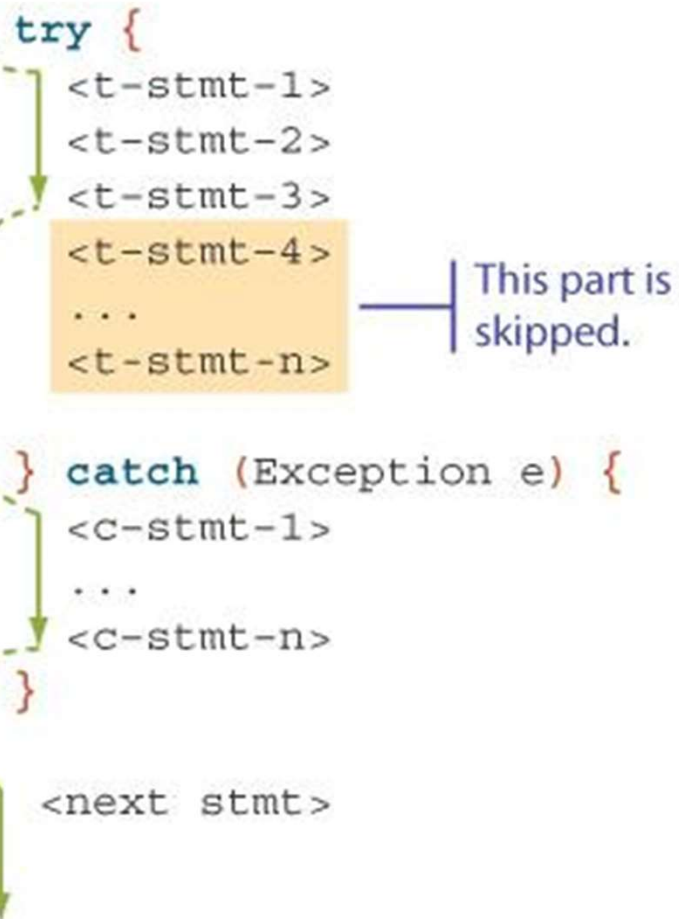 try {
<t-stmt-1>
<t-stmt-2>
<t-stmt-3>
<t-stmt-4>
...
<t-stmt-n>
This part is
skipped.
} catch (Exception e) {
<c-stmt-1>
...
<c-stmt-n>
}
<next stmt>